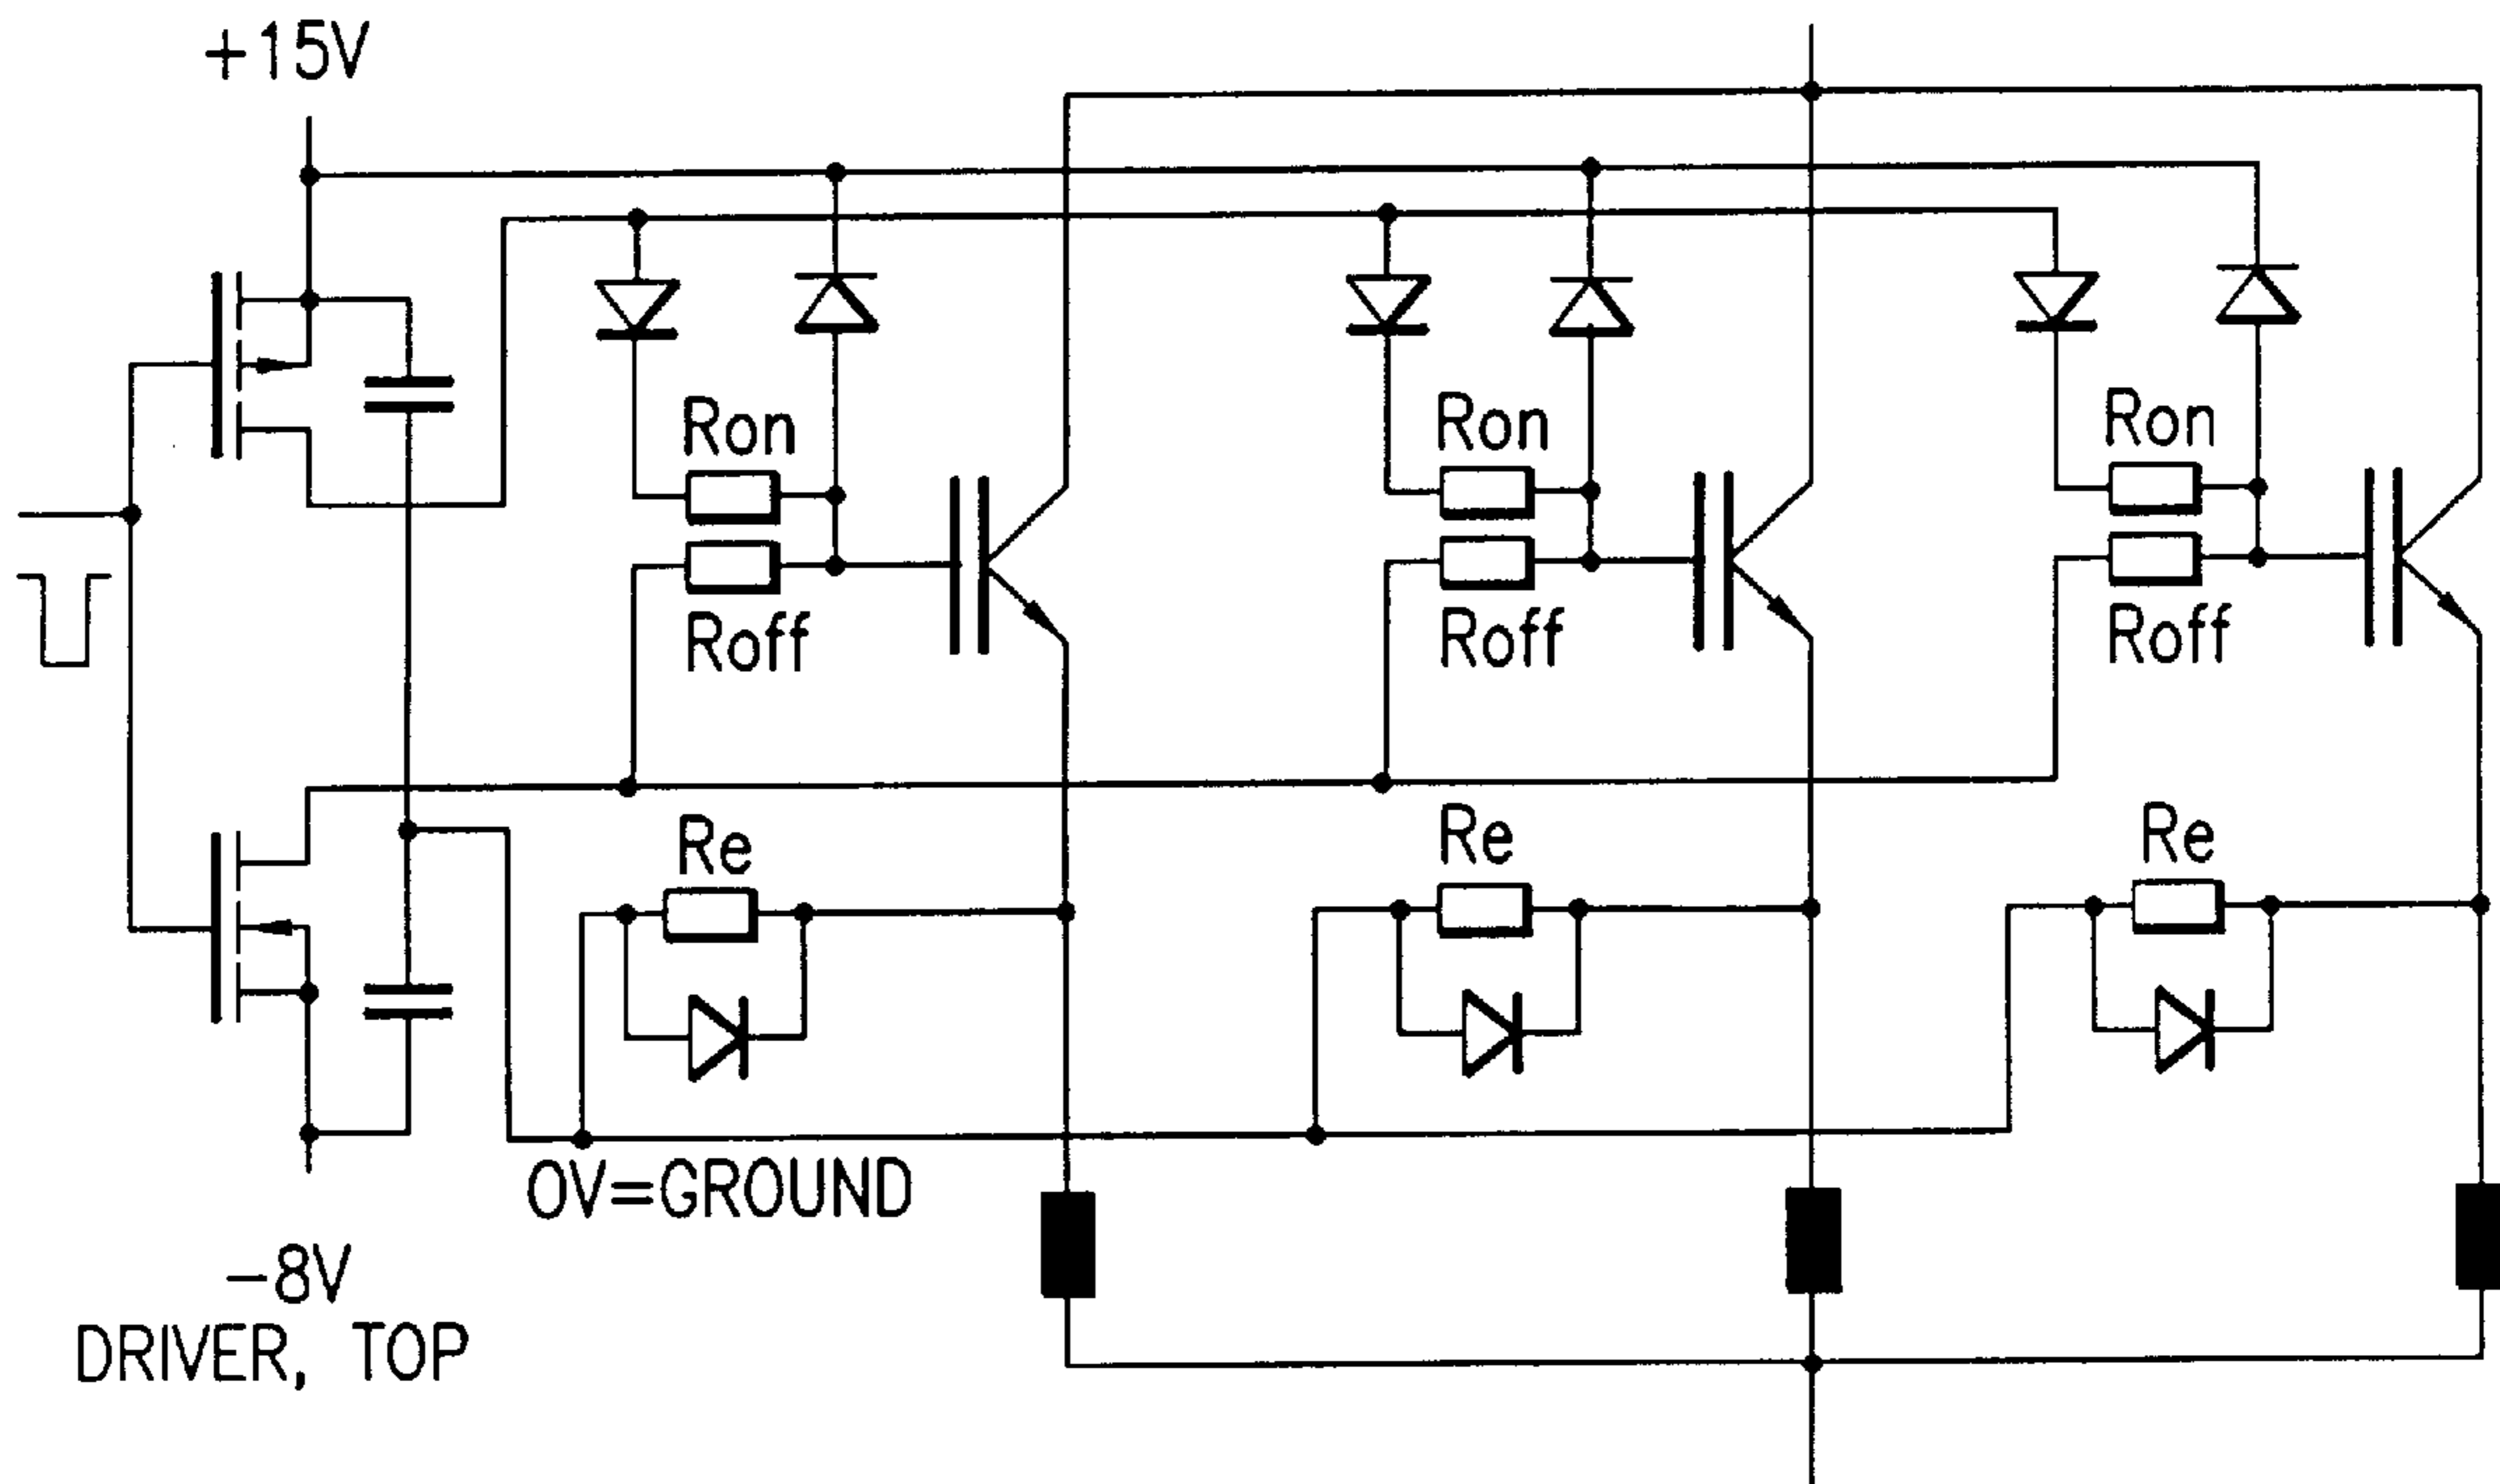 +15V
Ron
Ron
Ron
Roff
Roff
Roff
Re
Re
Re
0V=GROUND
-8V
DRIVER, TOP